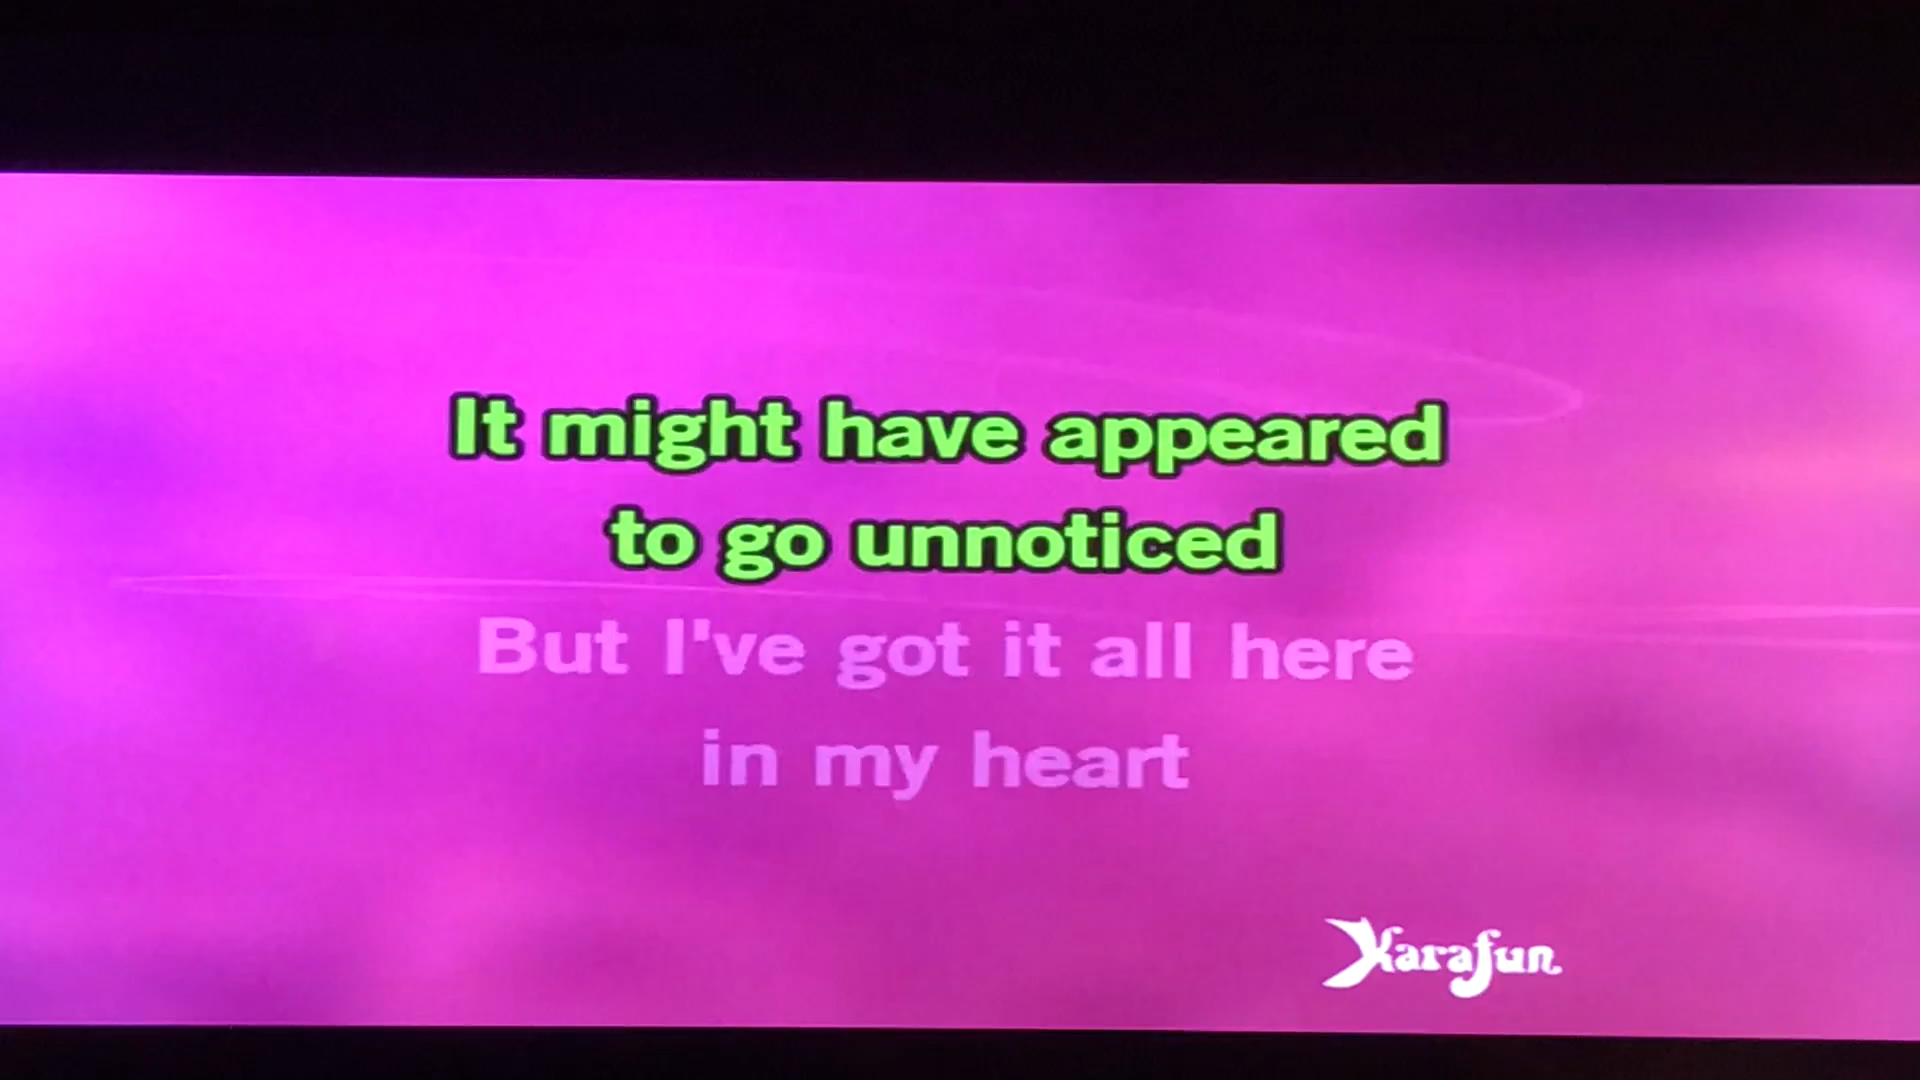 It might have appeared
to go unnoticed
But I've got it all here
in my heart
Karafun